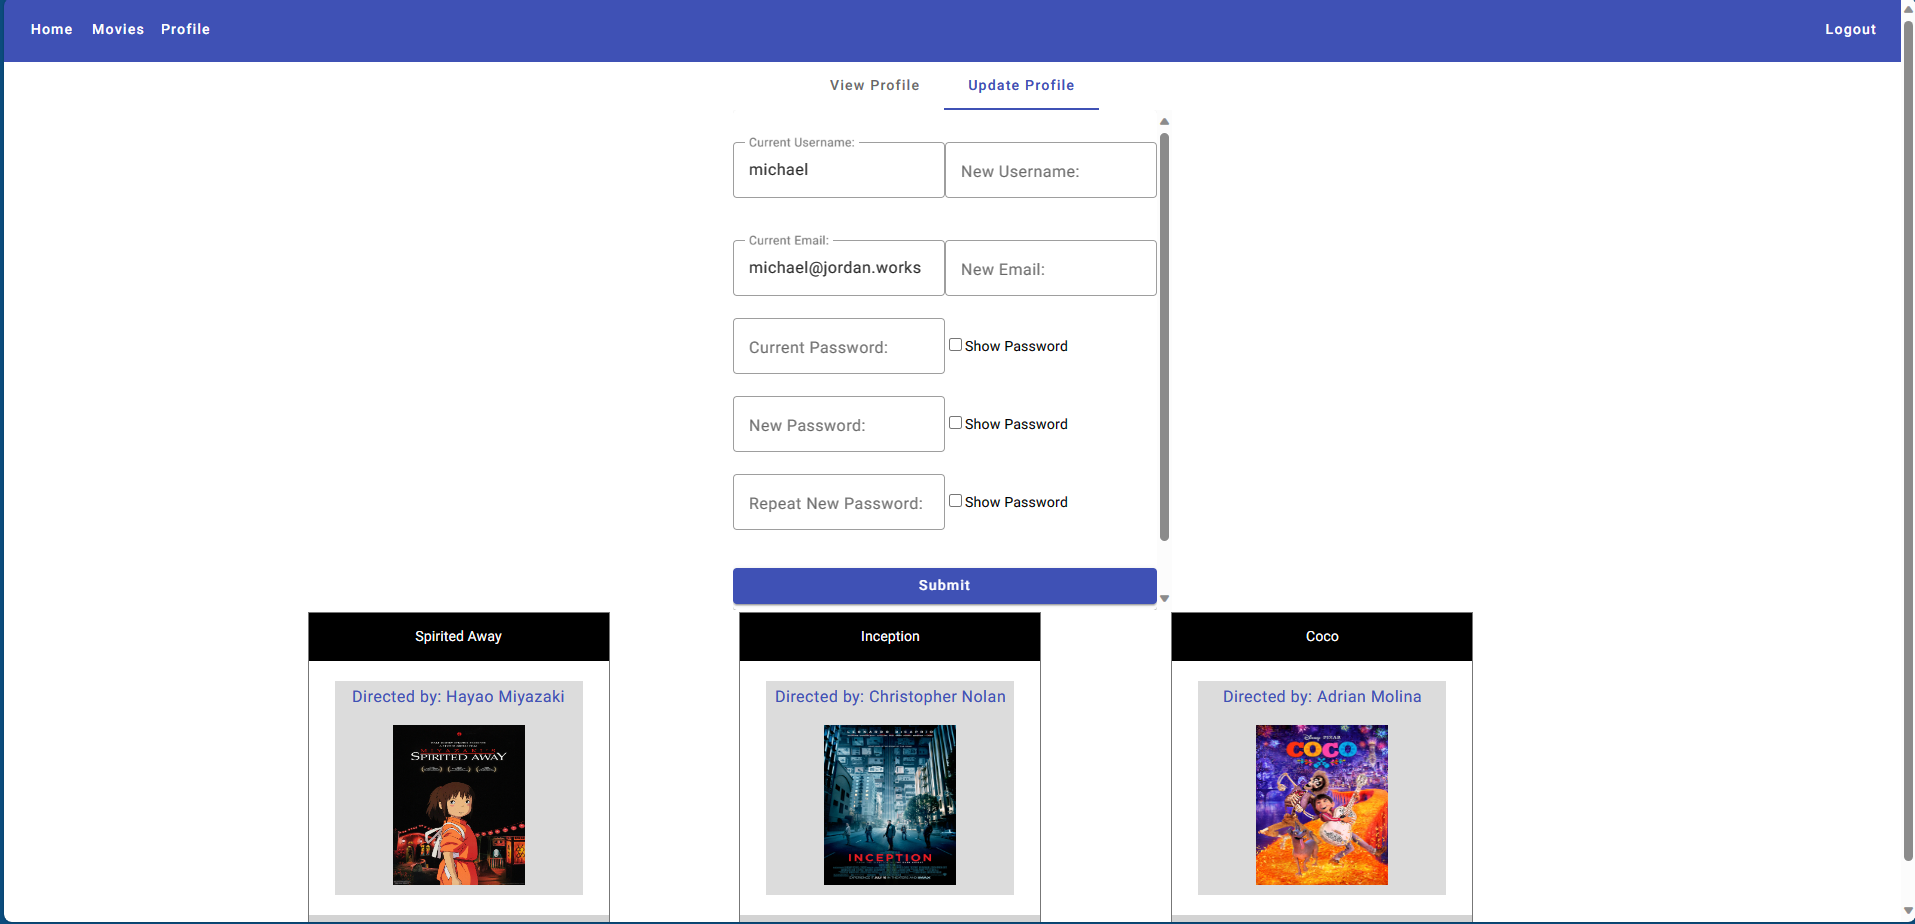 Home Movies Profile Logout
View Profile Update Profile
Current Username:
michael
New Username:
Current Email:
michael@jordan.works
New Email:
Current Password:
Show Password
New Password:
Show Password
Repeat New Password:
Show Password
Submit
Spirited Away
Directed by: Hayao Miyazaki
SPIRITED AWAY
Inception
Directed by: Christopher Nolan
INCEPTION
Coco
Directed by: Adrian Molina
Disney PIXAR
COCO